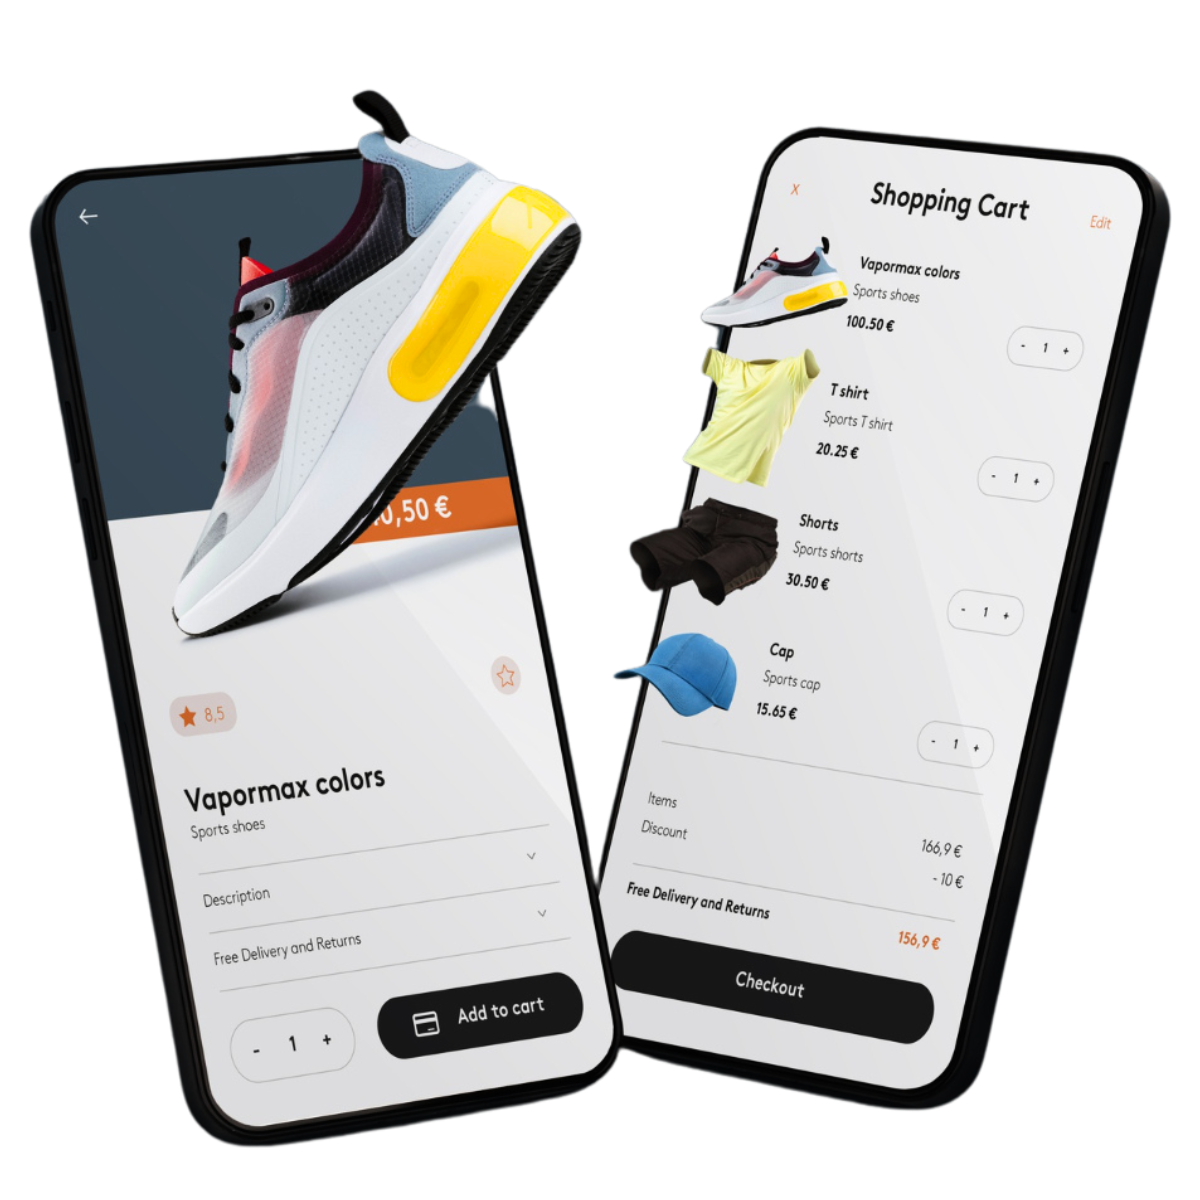 0,50 €
8,5
Vapormax colors
Sports shoes
Description
Free Delivery and Returns
- 1 +
Add to cart
x
Shopping Cart
Edit
Vapormax colors
Sports shoes
100.50 €
- 1 +
T shirt
Sports T shirt
20.25 €
- 1 +
Shorts
Sports shorts
30.50 €
- 1 +
Cap
Sports cap
15.65 €
- 1 +
Items
166,9 €
Discount
- 10 €
Free Delivery and Returns
156,9 €
Checkout